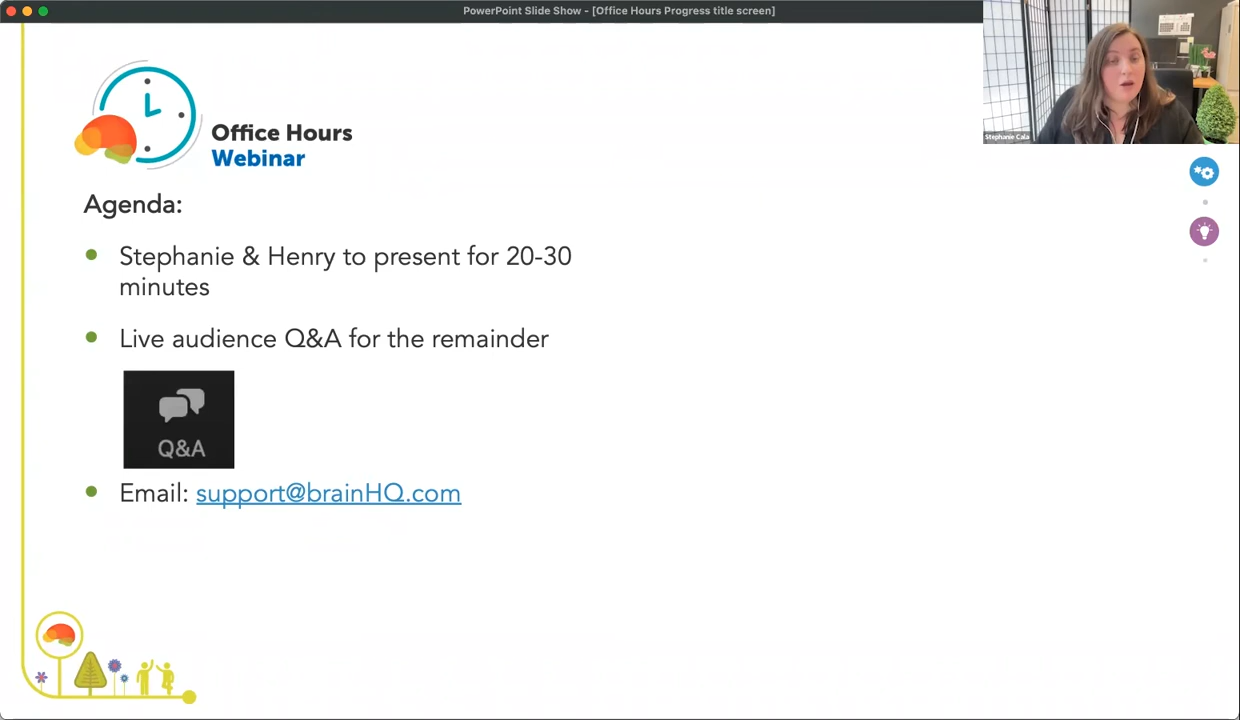 PowerPoint Slide Show - [Office Hours Progress title screen]
Stephanie Cala
Office Hours
Webinar
Agenda:
Stephanie & Henry to present for 20-30
minutes
Live audience Q&A for the remainder
Q&A
Email: support@brainHQ.com